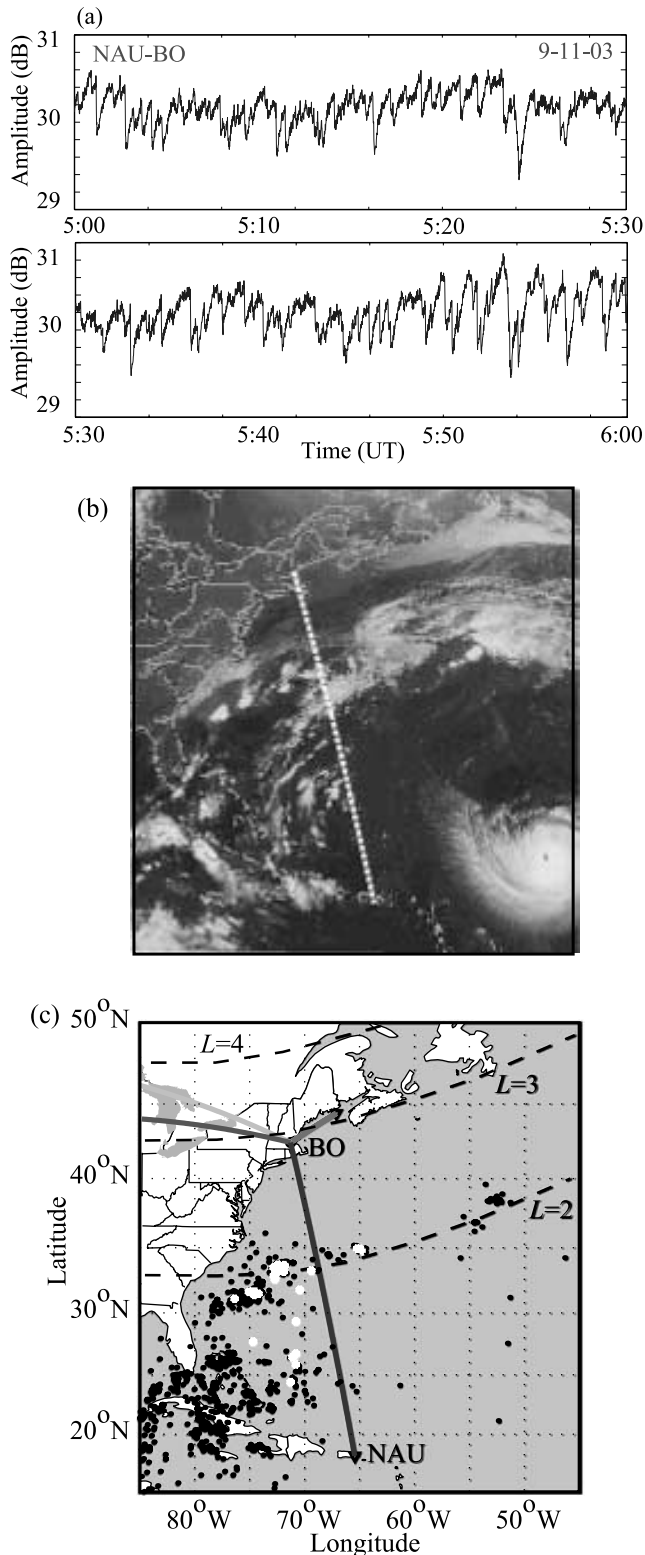 (a)
NAU-BO 9-11-03
Amplitude (dB)
31
30
29
5:00 5:10 5:20 5:30
Amplitude (dB)
31
30
29
5:30 5:40 5:50 6:00
Time (UT)
(b)
(c)
50°N
40°N
30°N
20°N
Latitude
L=4
L=3
BO
L=2
NAU
80°W 70°W 60°W 50°W
Longitude